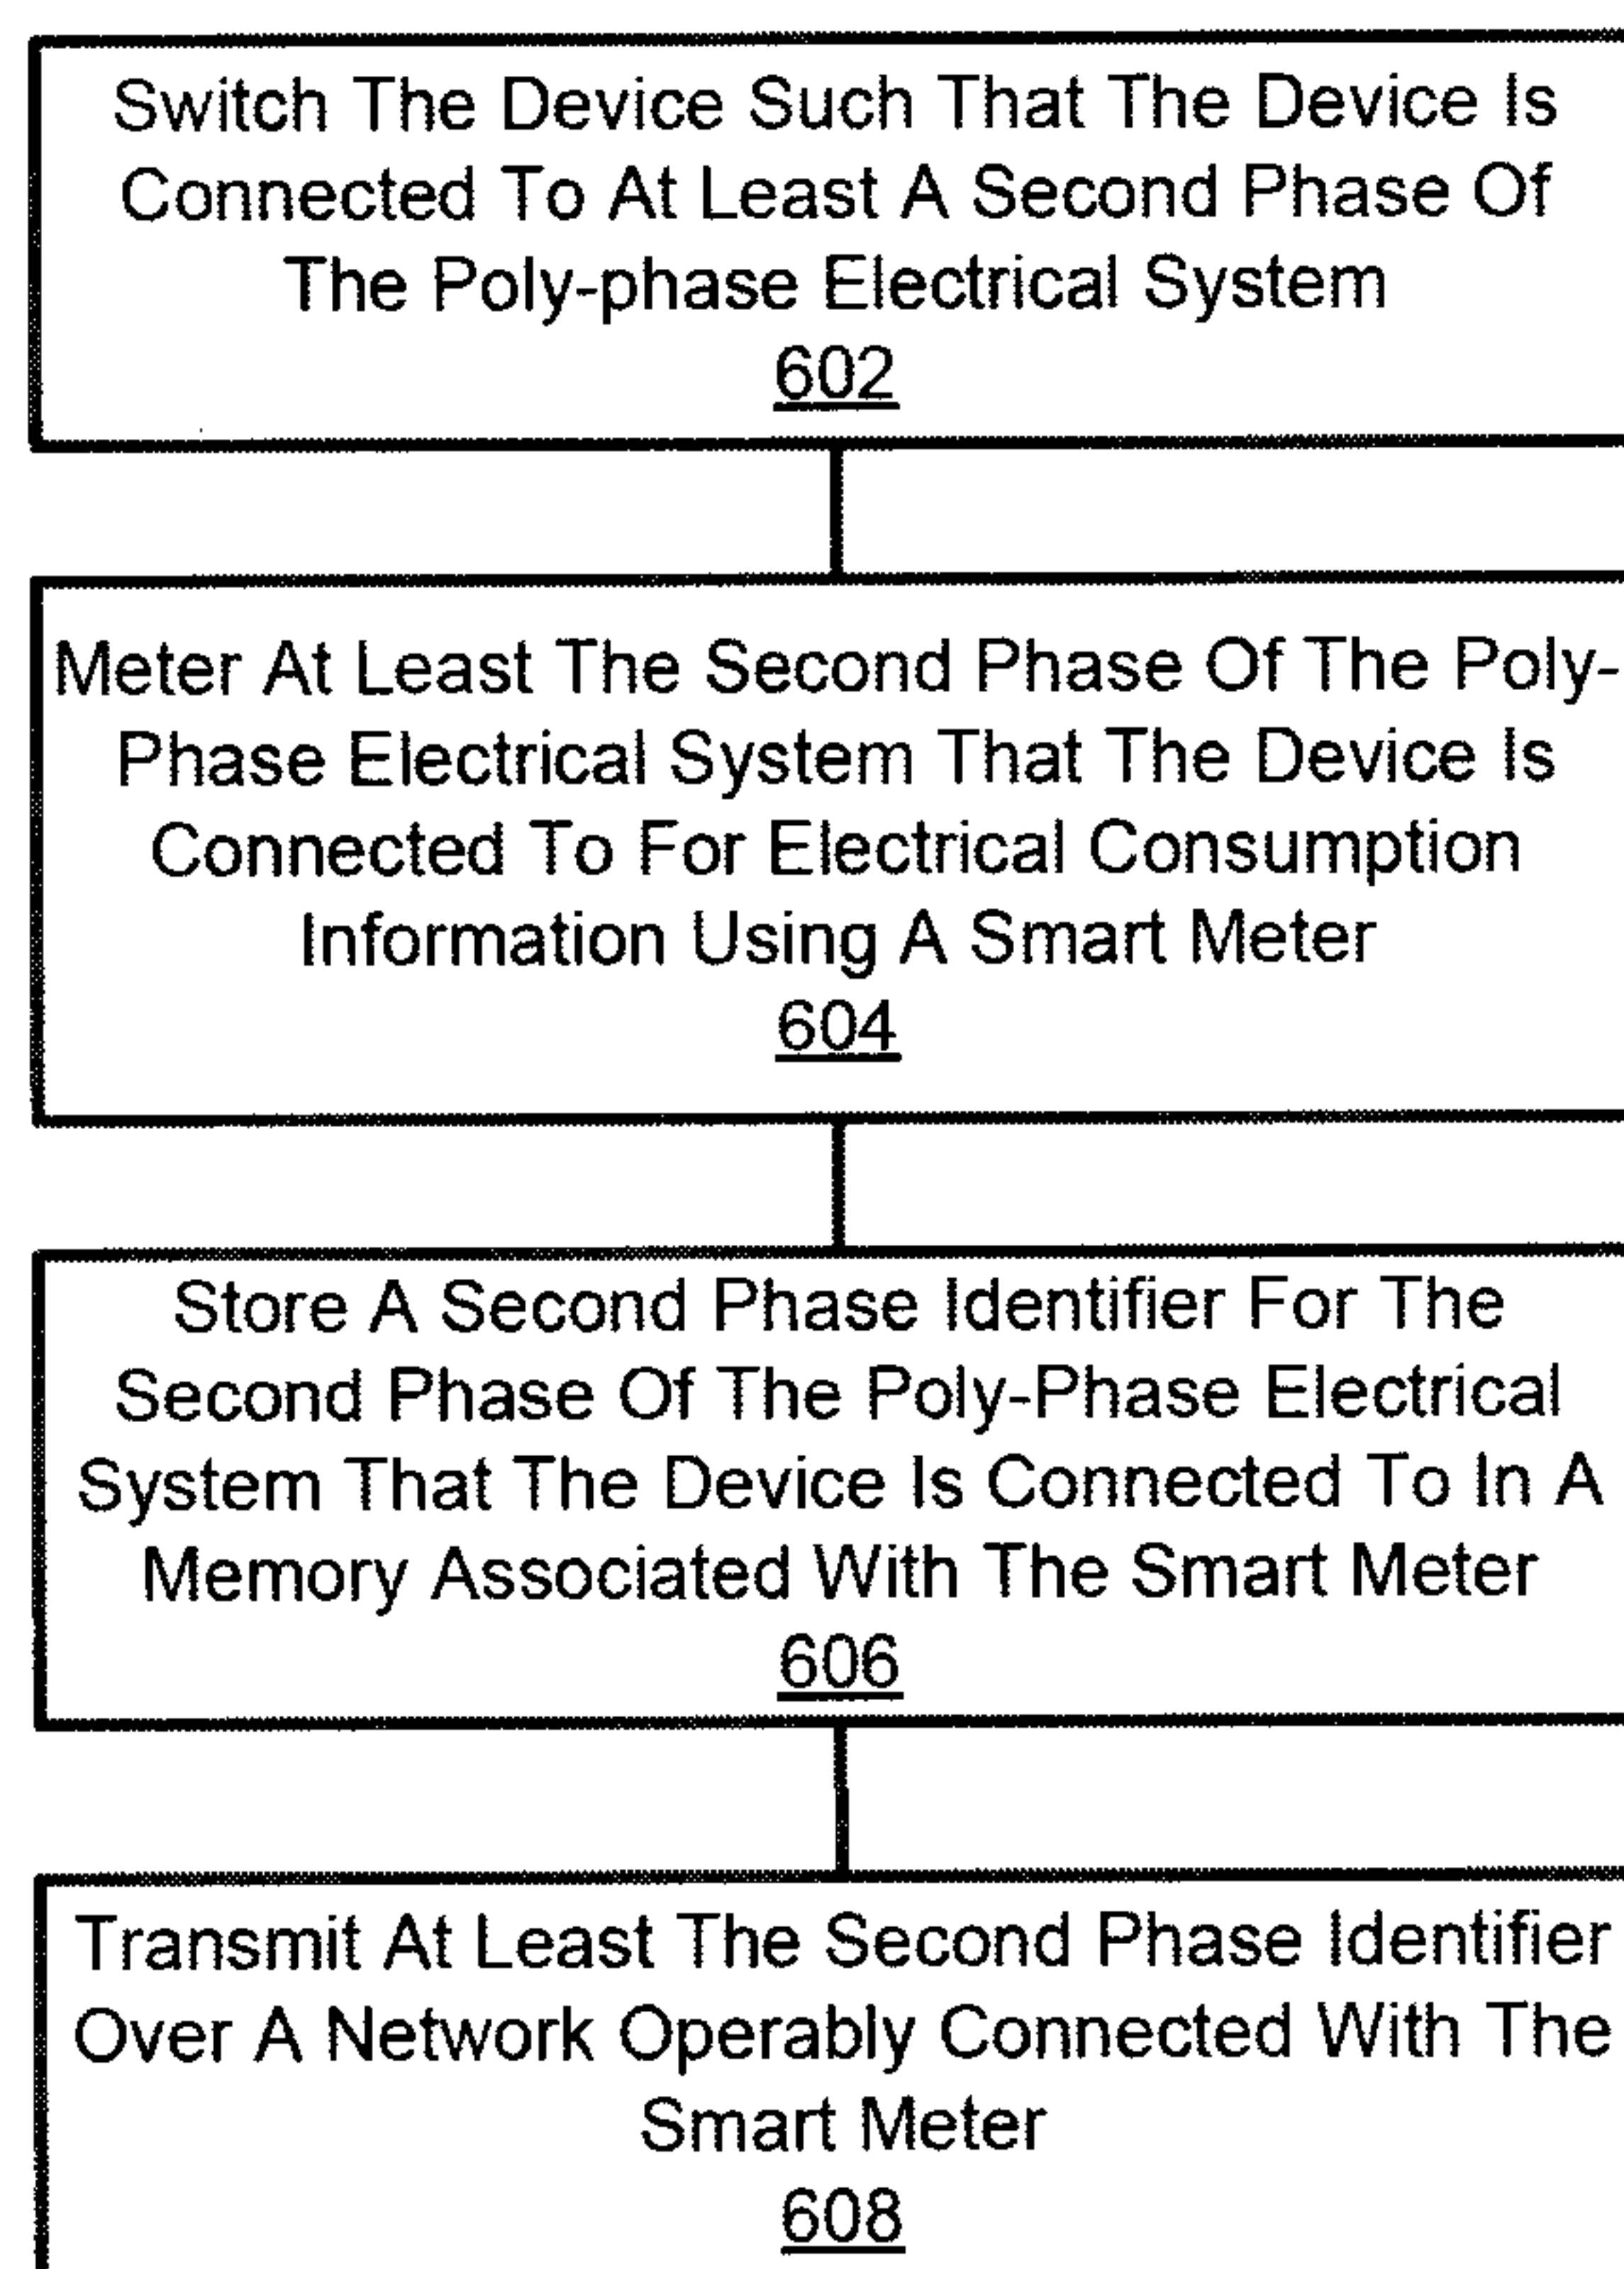 Switch The Device Such That The Device Is
Connected To At Least A Second Phase Of
The Poly-phase Electrical System
602
Meter At Least The Second Phase Of The Poly-
Phase Electrical System That The Device Is
Connected To For Electrical Consumption
Information Using A Smart Meter
604
Store A Second Phase Identifier For The
Second Phase Of The Poly-Phase Electrical
System That The Device Is Connected To In A
Memory Associated With The Smart Meter
606
Transmit At Least The Second Phase Identifier
Over A Network Operably Connected With The
Smart Meter
608